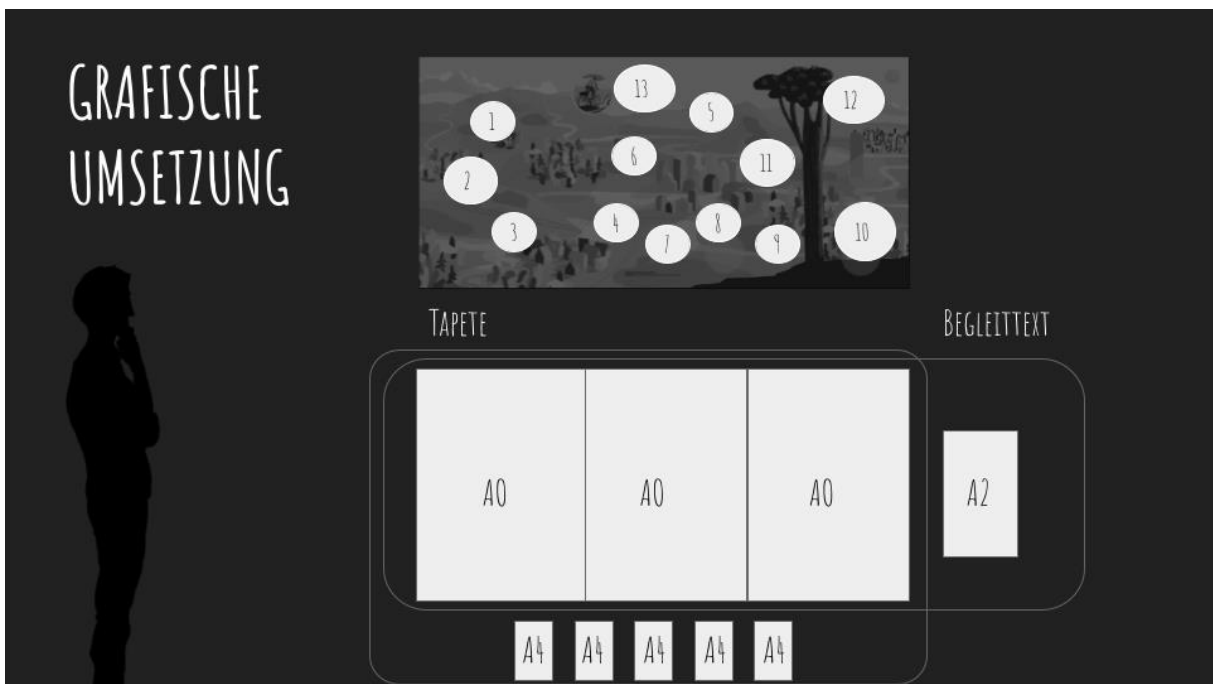 GRAFISCHE
UMSETZUNG
13
12
5
1
6
11
2
4
8
3
7
9
10
TAPETE
BEGLEITTEXT
A0
A0
A0
A2
A4
A4
A4
A4
A4